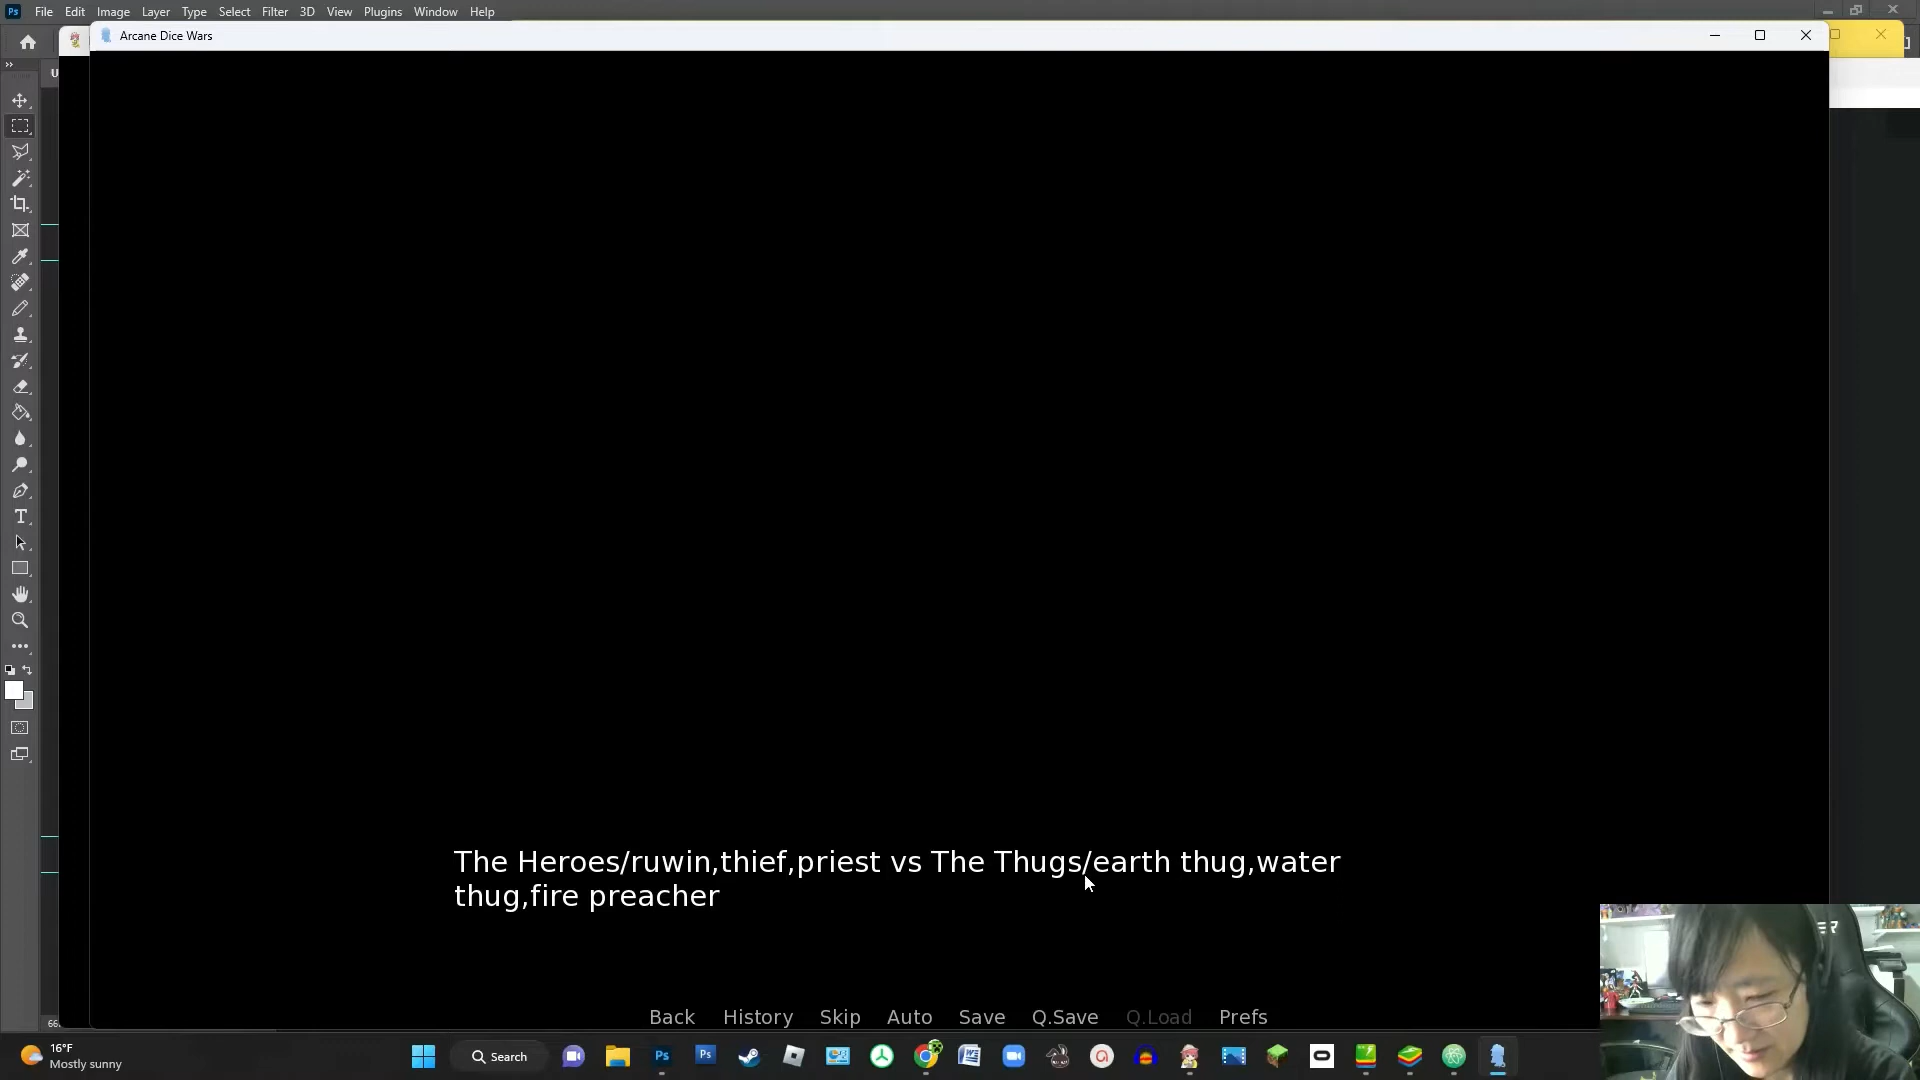 File Edit Image Layer Type Select Filter 3D View Plugins Window Help
Arcane Dice Wars
The Heroes/ruwin,thief,priest vs The Thugs/earth thug,water
thug,fire preacher
Back History Skip Auto Save Q.Save Q.Load Prefs
16°F
Mostly sunny
Search